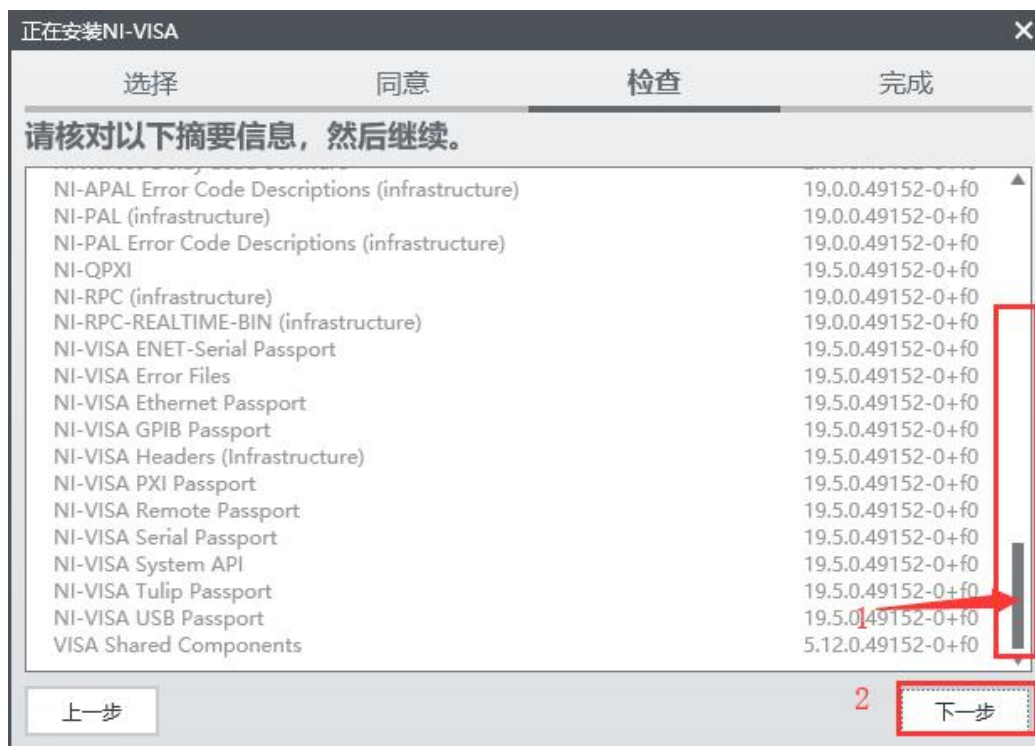 正在安装NI-VISA
选择 同意 检查 完成
请核对以下摘要信息，然后继续。
NI-APAL Error Code Descriptions (infrastructure) 19.0.0.49152-0+f0
NI-PAL (infrastructure) 19.0.0.49152-0+f0
NI-PAL Error Code Descriptions (infrastructure) 19.0.0.49152-0+f0
NI-QPXI 19.5.0.49152-0+f0
NI-RPC (infrastructure) 19.0.0.49152-0+f0
NI-RPC-REALTIME-BIN (infrastructure) 19.0.0.49152-0+f0
NI-VISA ENET-Serial Passport 19.5.0.49152-0+f0
NI-VISA Error Files 19.5.0.49152-0+f0
NI-VISA Ethernet Passport 19.5.0.49152-0+f0
NI-VISA GPIB Passport 19.5.0.49152-0+f0
NI-VISA Headers (Infrastructure) 19.5.0.49152-0+f0
NI-VISA PXI Passport 19.5.0.49152-0+f0
NI-VISA Remote Passport 19.5.0.49152-0+f0
NI-VISA Serial Passport 19.5.0.49152-0+f0
NI-VISA System API 19.5.0.49152-0+f0
NI-VISA Tulip Passport 19.5.0.49152-0+f0
NI-VISA USB Passport 19.5.0.49152-0+f0
1
VISA Shared Components 5.12.0.49152-0+f0
上一步 2 下一步